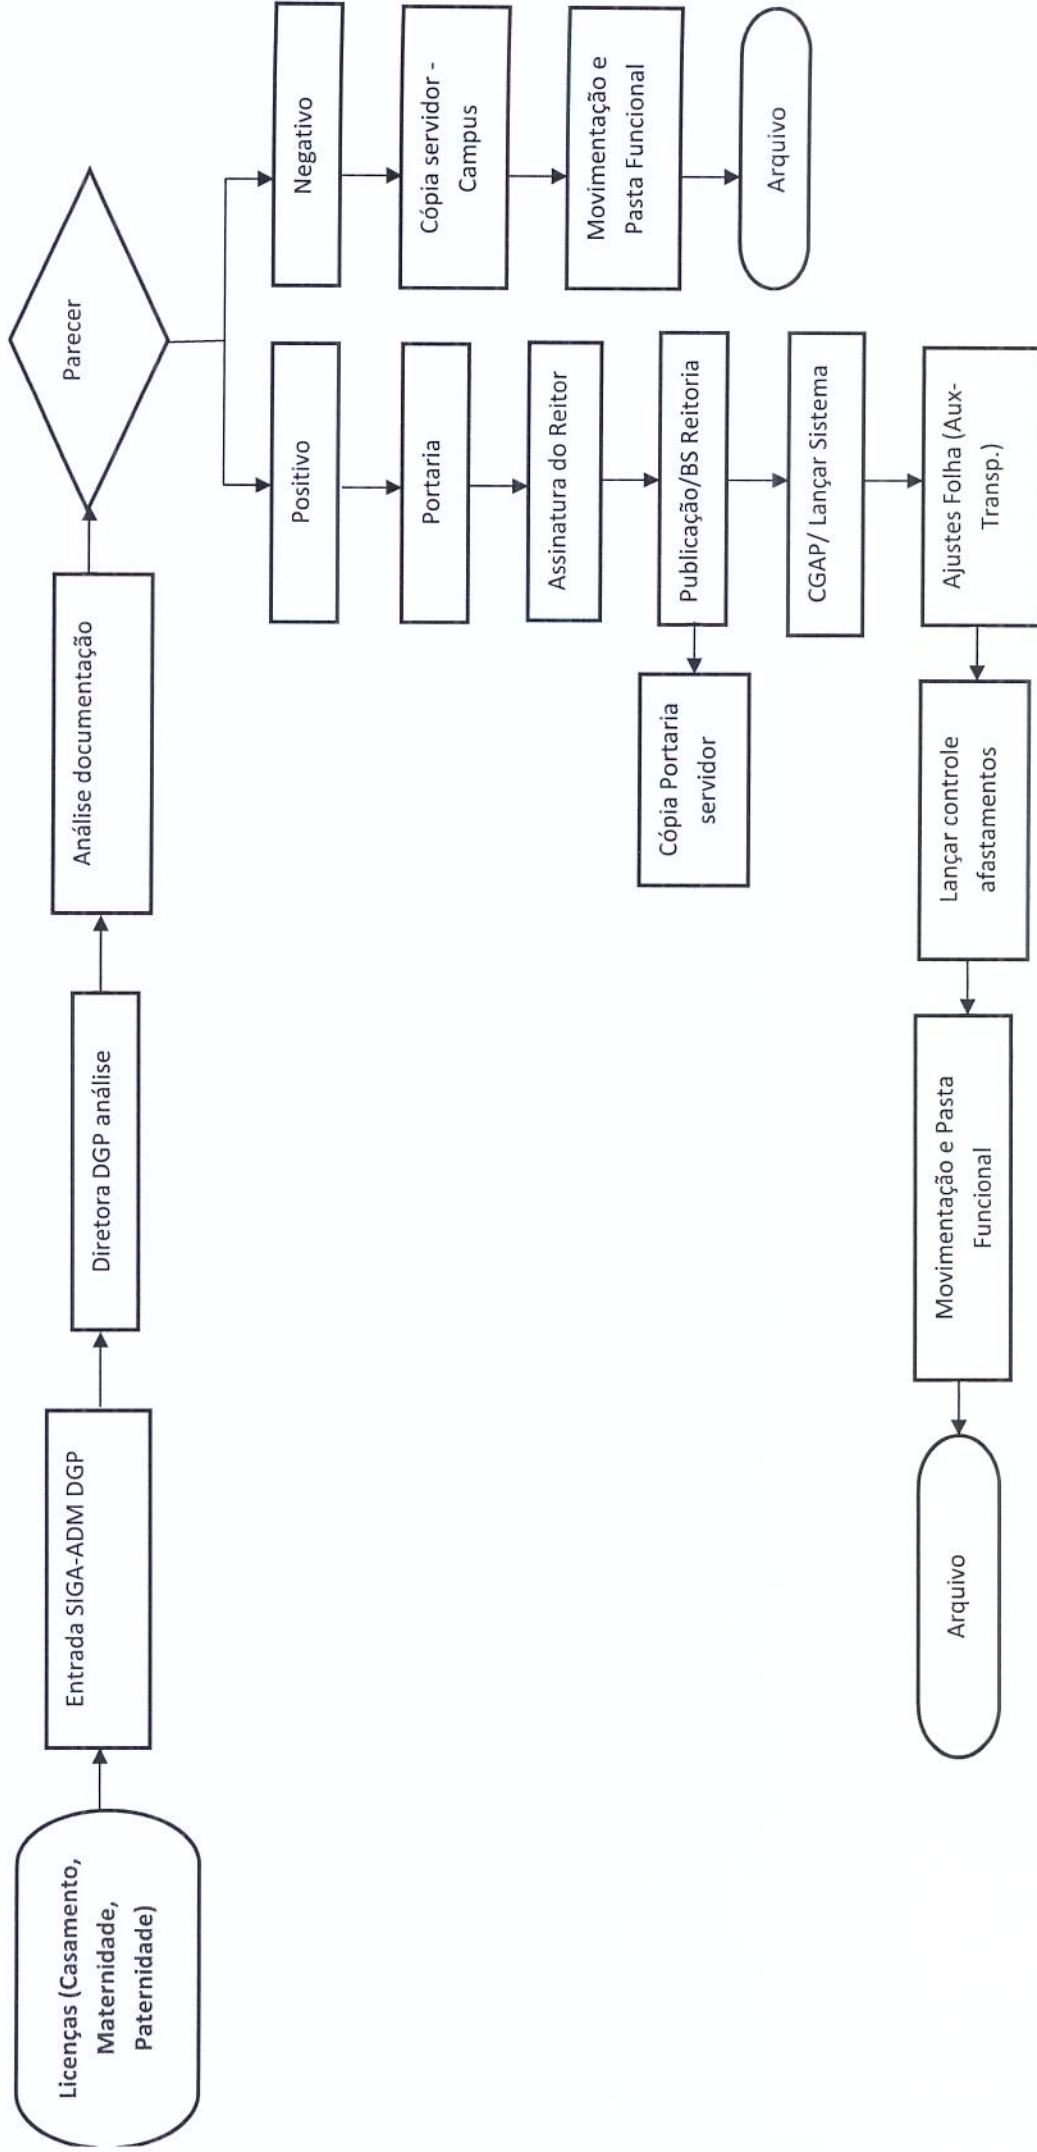 Licenças (Casamento,
Maternidade,
Paternidade)
Entrada SIGA-ADM DGP
Diretora DGP análise
Análise documentação
Parecer
Positivo
Portaria
Assinatura do Reitor
Publicação/BS Reitoria
Cópia Portaria
servidor
CGAP/ Lançar Sistema
Ajustes Folha (Aux-
Transp.)
Lançar controle
afastamentos
Movimentação e Pasta
Funcional
Arquivo
Negativo
Cópia servidor -
Campus
Movimentação e
Pasta Funcional
Arquivo